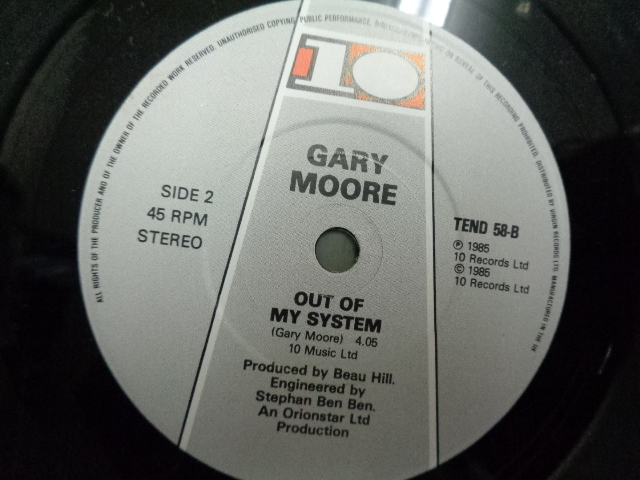 ALL RIGHTS OF THE PRODUCER AND OF THE OWNER OF THE RECORDED WORK RESERVED. UNAUTHORISED COPYING, PUBLIC PERFORMANCE, OF THIS RECORDING PROHIBITED. DISTRIBUTED BY VIRGIN RECORDS LTD. MANUFACTURED IN THE UK
10
GARY
MOORE
SIDE 2
45 RPM
STEREO
TEND 58-B
℗ 1985
10 Records Ltd
© 1985
10 Records Ltd
OUT OF
MY SYSTEM
(Gary Moore) 4.05
10 Music Ltd
Produced by Beau Hill.
Engineered by
Stephan Ben Ben.
An Orionstar Ltd
Production